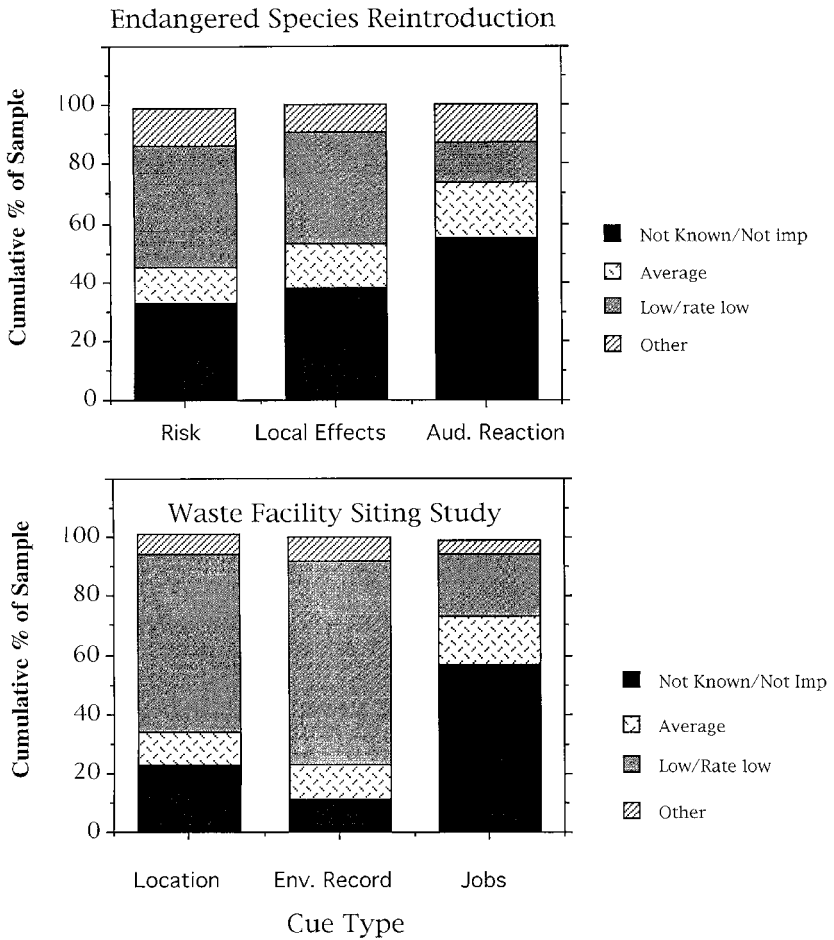 Endangered Species Reintroduction
Cumulative % of Sample
100
80
60
40
20
0
Risk
Local Effects
Aud. Reaction
Not Known/Not imp
Average
Low/rate low
Other
Waste Facility Siting Study
Cumulative % of Sample
100
80
60
40
20
0
Location
Env. Record
Jobs
Cue Type
Not Known/Not Imp
Average
Low/Rate low
Other